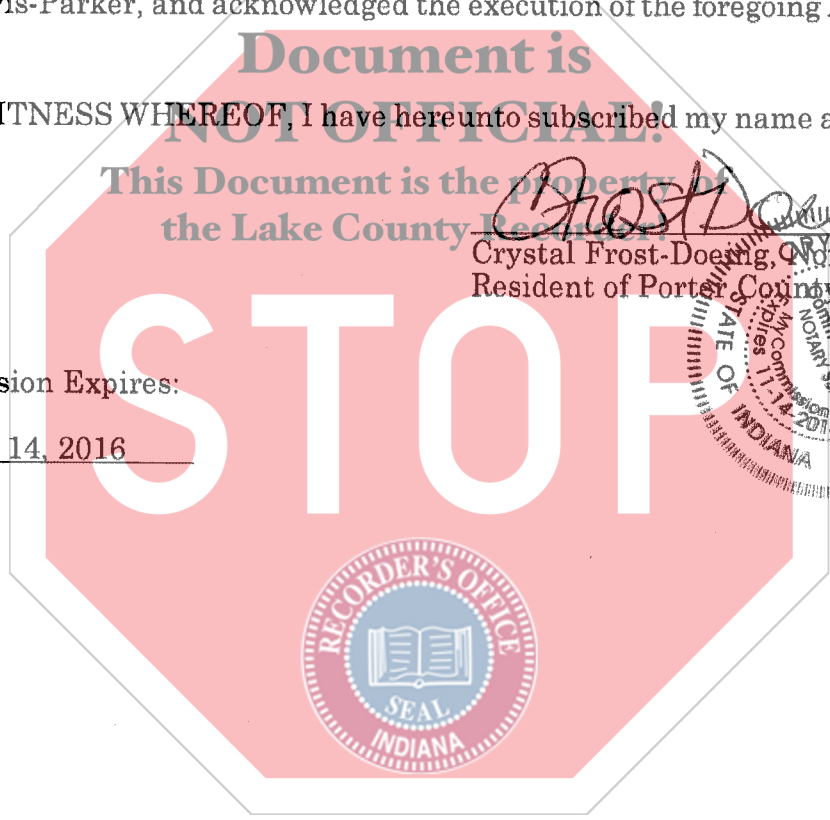 is-Parker, and acknowledged the execution of the foregoing
Document is
ITNESS WHEREOF, I have hereunto subscribed my name a
NOT OFFICIAL!
This Document is the property of
the Lake County Recorder!
Crystal Frost-Doeing, No
Resident of Porter County
STATE OF INDIANA
My Commission
Expires 11-14-201
NOTARY
STOP
sion Expires:
14, 2016
RECORDER'S OFFICE
SEAL
INDIANA